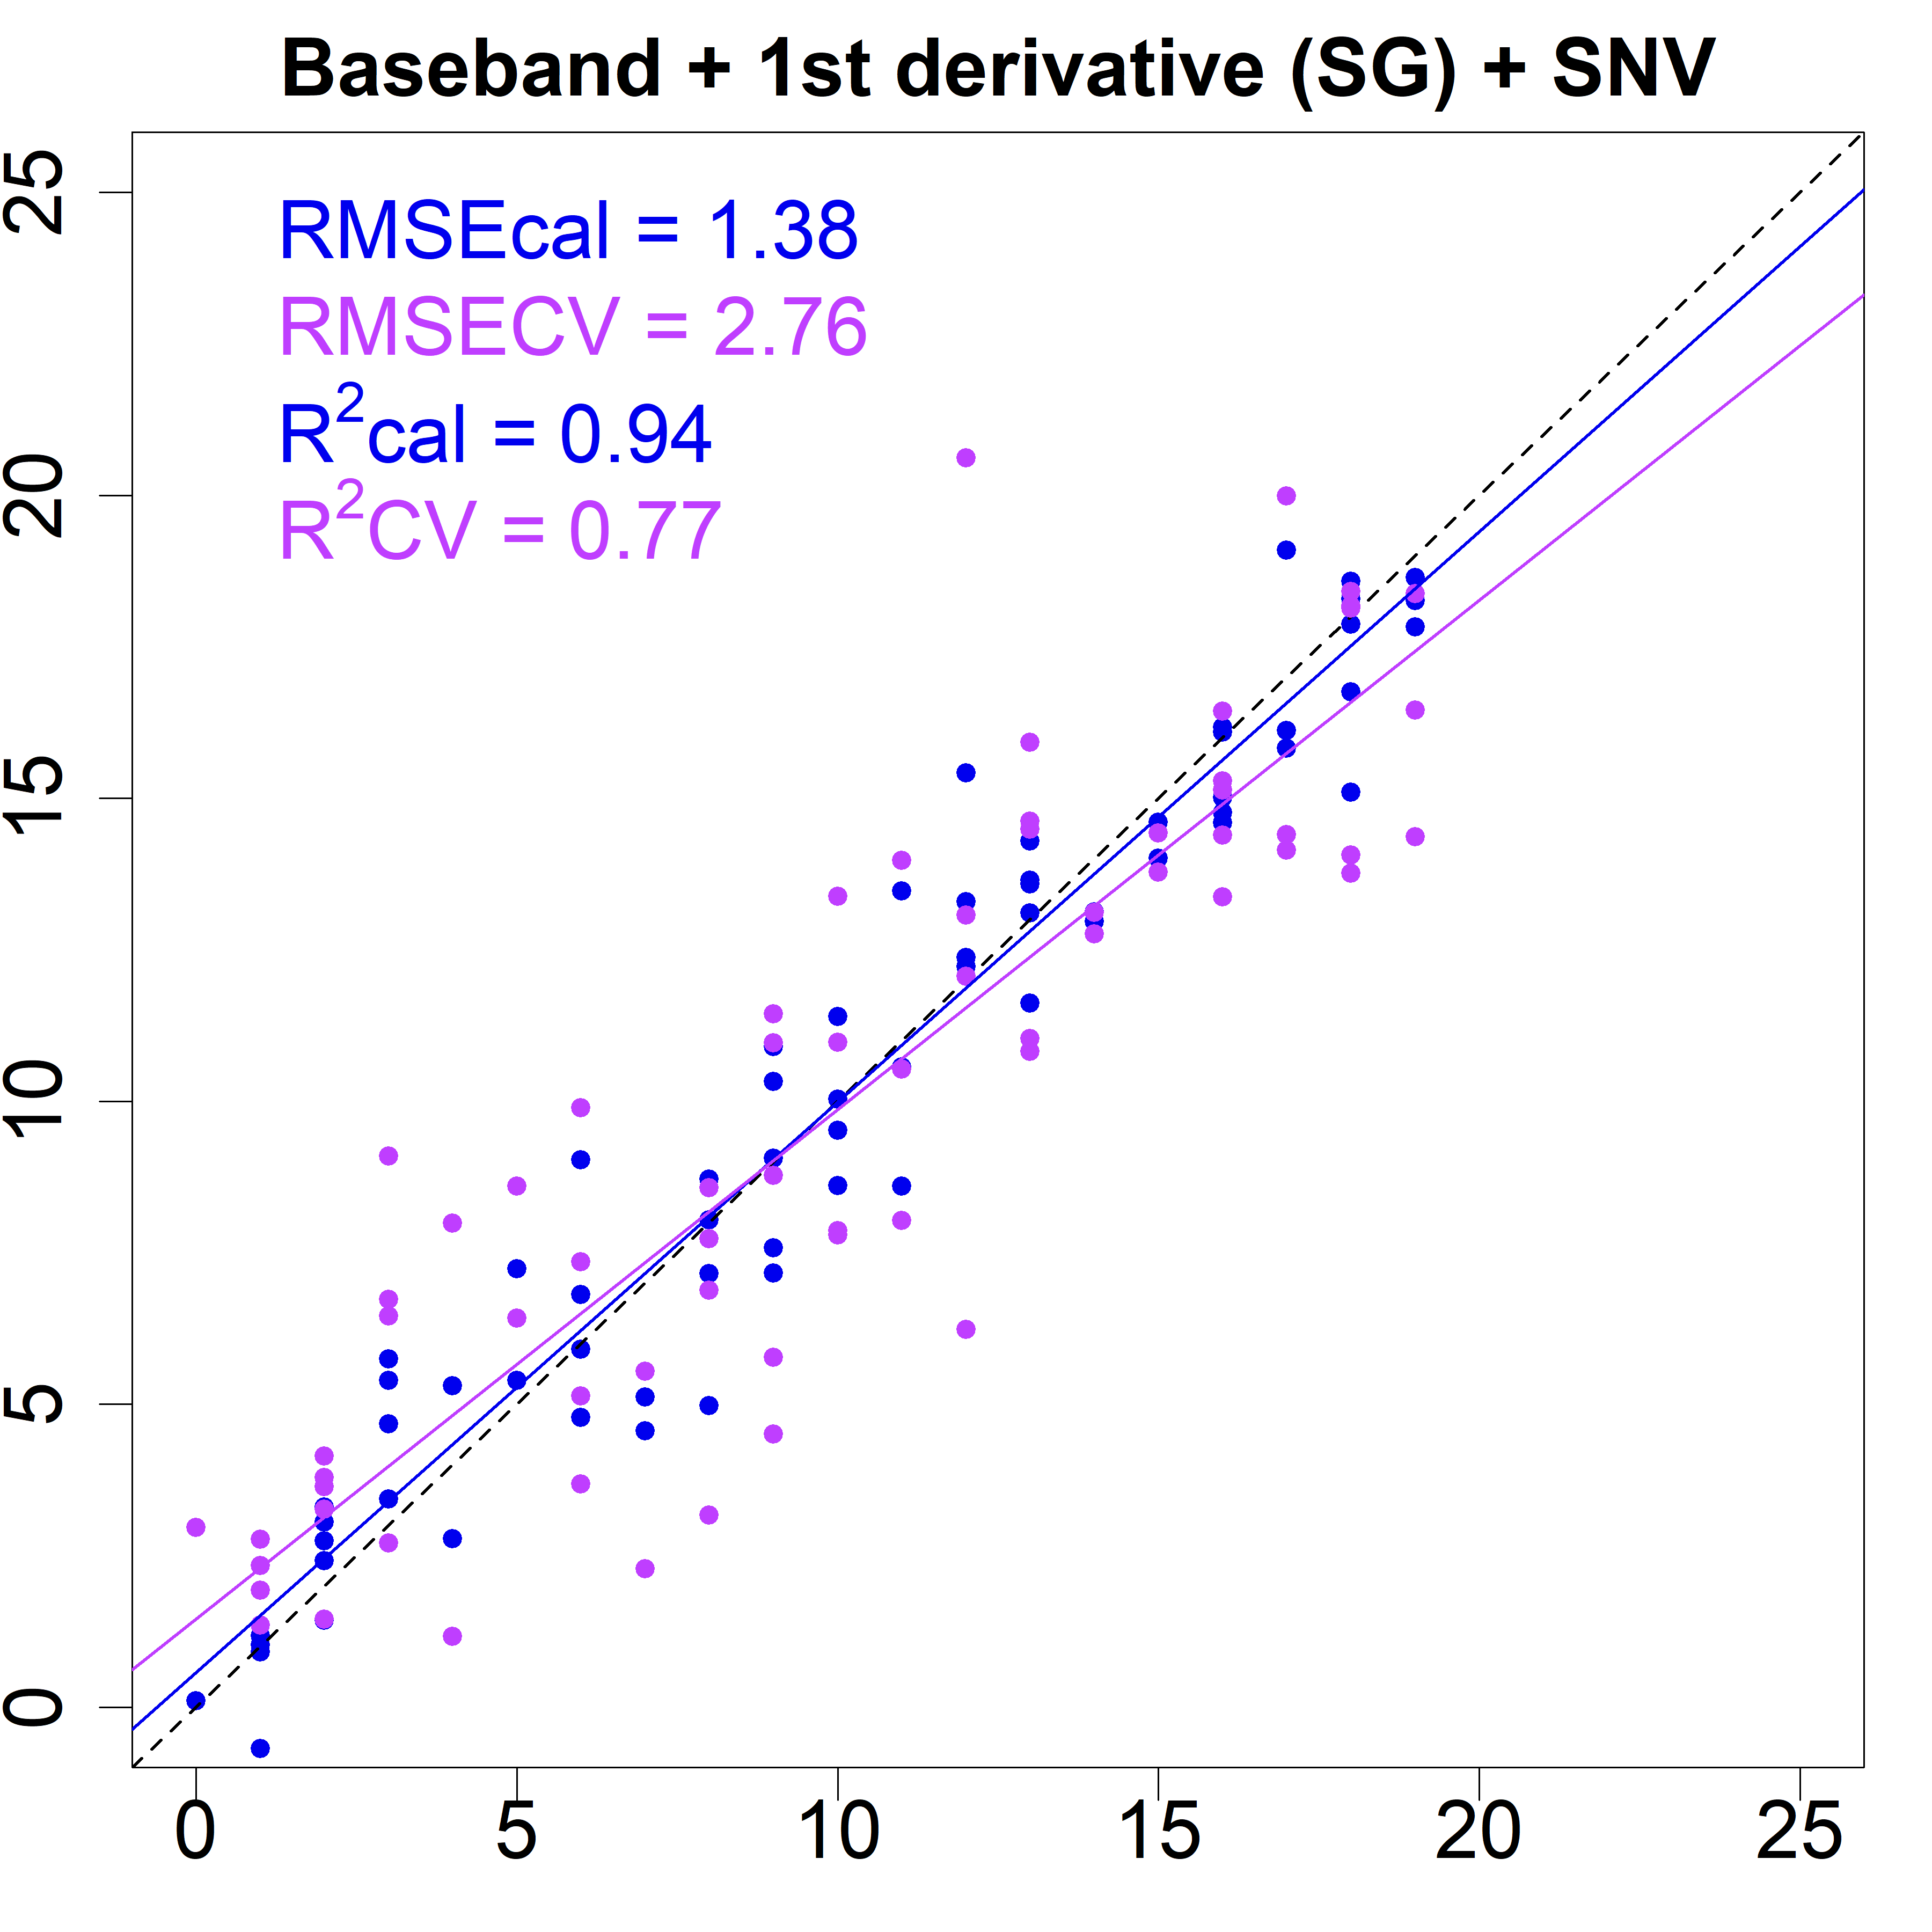 Baseband + 1st derivative (SG) + SNV
RMSEcal = 1.38
RMSECV = 2.76
R²cal = 0.94
R²CV = 0.77
25
20
15
10
5
0
0 5 10 15 20 25